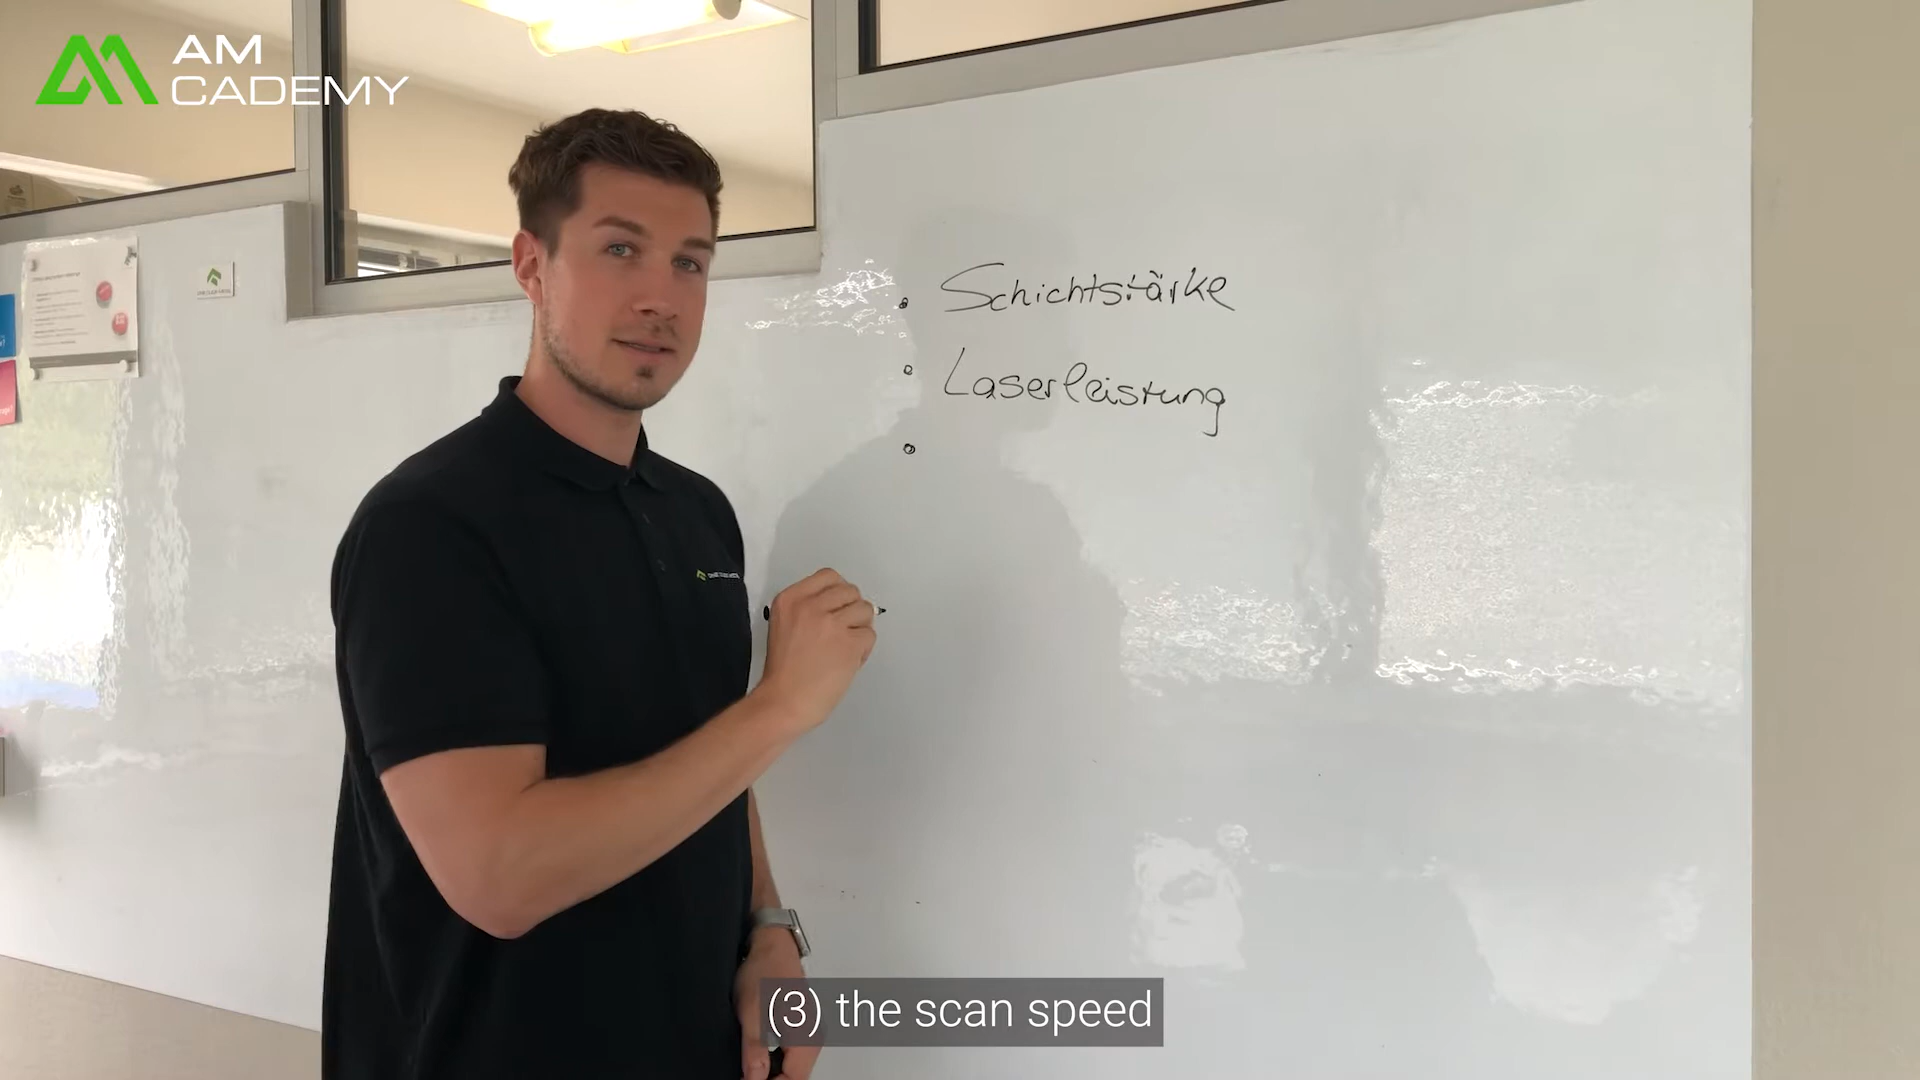 AM
CADEMY
Schichtstärke
Laserleistung
(3) the scan speed